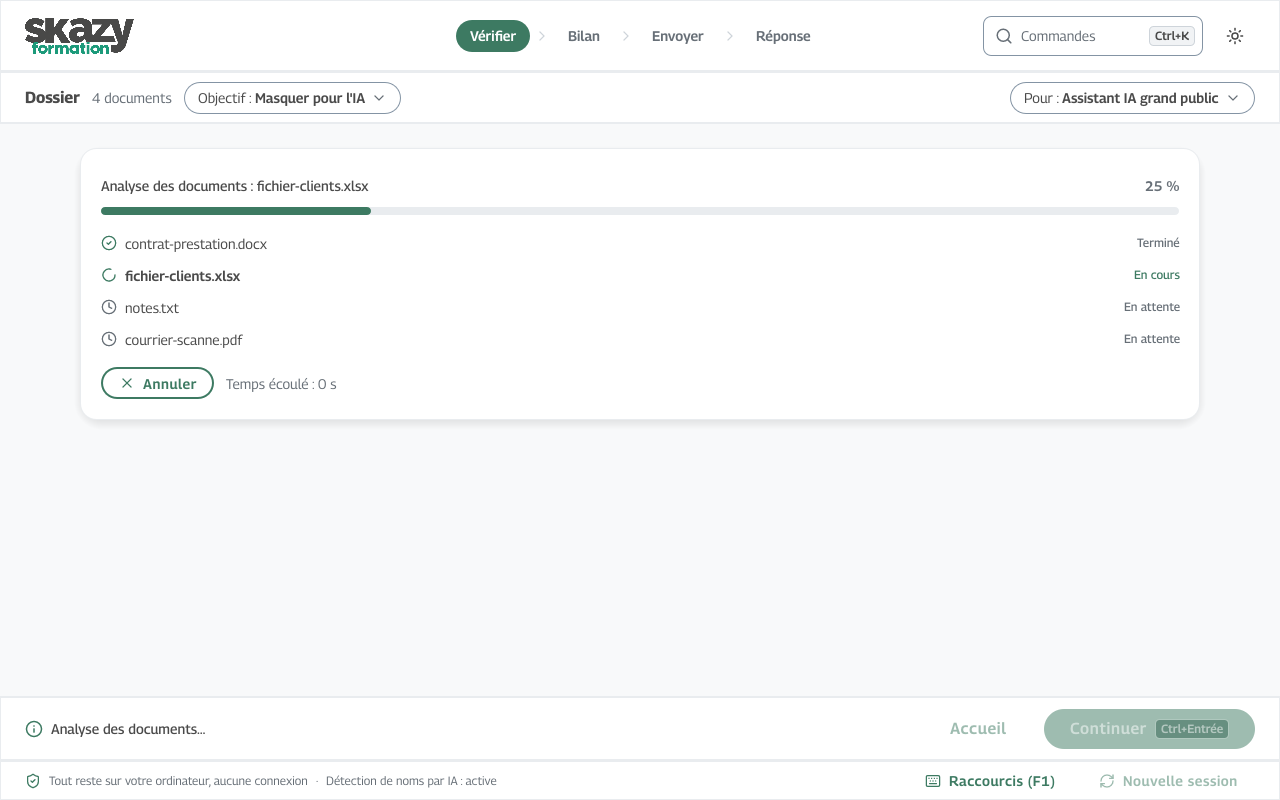 skazy
formation
Vérifier
Bilan
Envoyer
Réponse
Commandes
Ctrl+K
Dossier
4 documents
Objectif : Masquer pour l'IA
Pour : Assistant IA grand public
Analyse des documents : fichier-clients.xlsx
25 %
contrat-prestation.docx
Terminé
fichier-clients.xlsx
En cours
notes.txt
En attente
courrier-scanne.pdf
En attente
Annuler
Temps écoulé : 0 s
Analyse des documents...
Accueil
Continuer
Ctrl+Entrée
Tout reste sur votre ordinateur, aucune connexion · Détection de noms par IA : active
Raccourcis (F1)
Nouvelle session